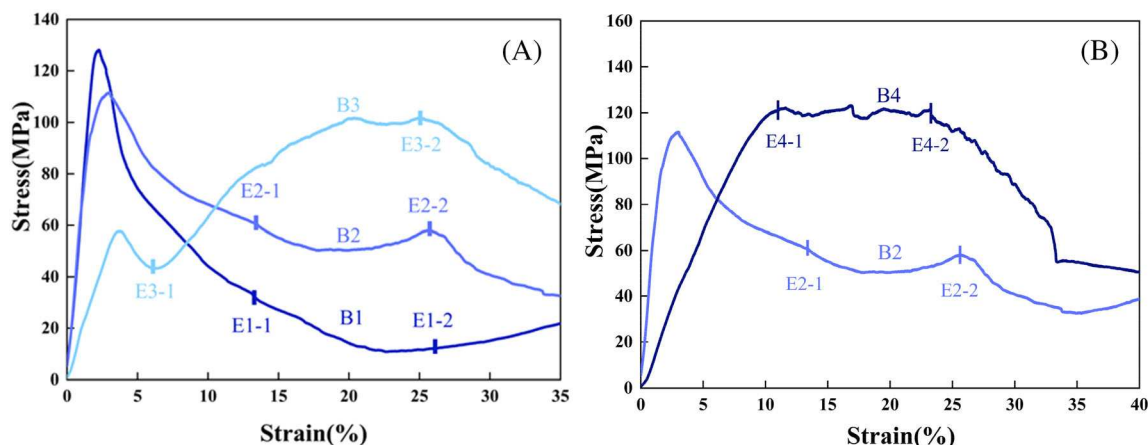 (A)
Stress(MPa)
140
120
100
80
60
40
20
0
B3
E3-2
E2-1
E2-2
B2
E3-1
E1-1
B1
E1-2
0 5 10 15 20 25 30 35
Strain(%)
(B)
Stress(MPa)
160
140
120
100
80
60
40
20
0
B4
E4-1
E4-2
B2
E2-1
E2-2
0 5 10 15 20 25 30 35 40
Strain(%)